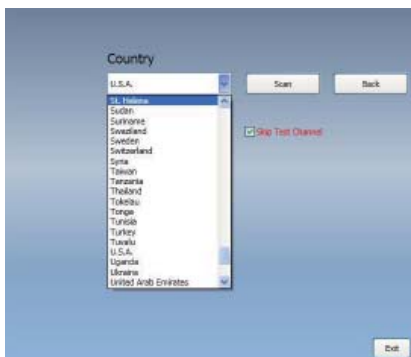 Country
U.S.A.
Scan
Back
St. Helena
Sudan
Suriname
Swaziland
Sweden
Switzerland
Syria
Taiwan
Tanzania
Thailand
Tokelau
Tonga
Tunisia
Turkey
Tuvalu
U.S.A.
Uganda
Ukraine
United Arab Emirates
Skip Test Channel
Exit